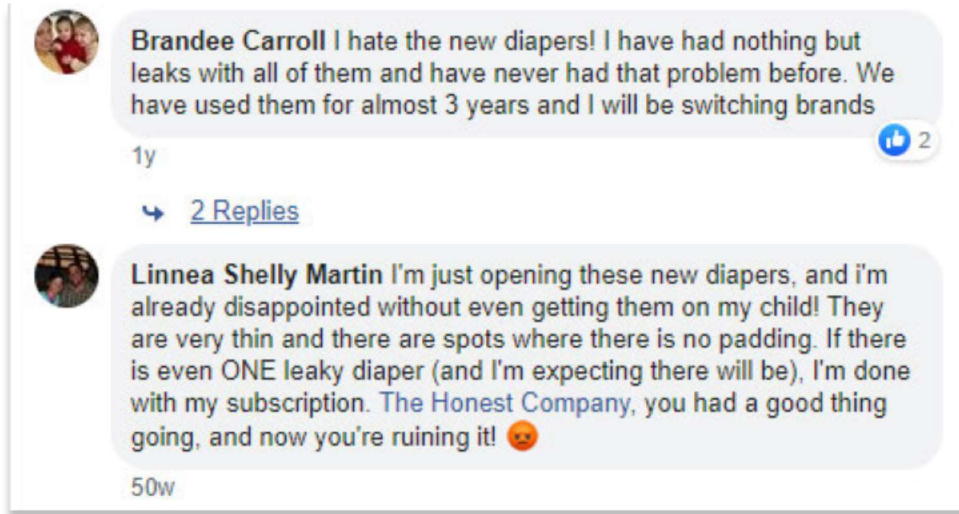 Brandee Carroll I hate the new diapers! I have had nothing but
leaks with all of them and have never had that problem before. We
have used them for almost 3 years and I will be switching brands
2
1y
2 Replies
Linnea Shelly Martin I'm just opening these new diapers, and i'm
already disappointed without even getting them on my child! They
are very thin and there are spots where there is no padding. If there
is even ONE leaky diaper (and I'm expecting there will be), I'm done
with my subscription. The Honest Company, you had a good thing
going, and now you're ruining it! 😡
50w